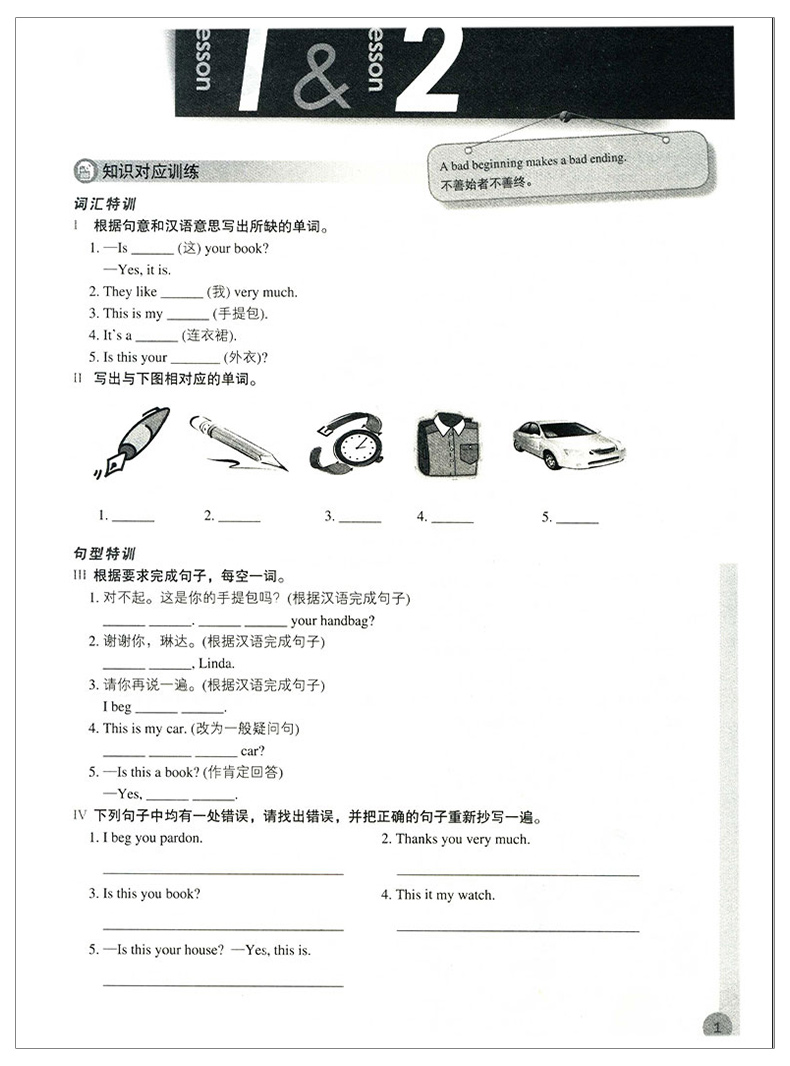 esson 1 & esson 2
A bad beginning makes a bad ending.
不善始者不善终。
知识对应训练
词汇特训
I 根据句意和汉语意思写出所缺的单词。
1. —Is ______ (这) your book?
—Yes, it is.
2. They like ______ (我) very much.
3. This is my ______ (手提包).
4. It's a ______ (连衣裙).
5. Is this your _______ (外衣)?
II 写出与下图相对应的单词。
1. ______ 2. ______ 3. ______ 4. ______ 5. ______
句型特训
III 根据要求完成句子，每空一词。
1. 对不起。这是你的手提包吗？(根据汉语完成句子)
______ ______. ______ ______ your handbag?
2. 谢谢你，琳达。(根据汉语完成句子)
______ ______, Linda.
3. 请你再说一遍。(根据汉语完成句子)
I beg ______ ______.
4. This is my car. (改为一般疑问句)
______ ______ ______ car?
5. —Is this a book? (作肯定回答)
—Yes, ______ ______.
IV 下列句子中均有一处错误，请找出错误，并把正确的句子重新抄写一遍。
1. I beg you pardon. 2. Thanks you very much.
3. Is this you book? 4. This it my watch.
5. —Is this your house? —Yes, this is.
1